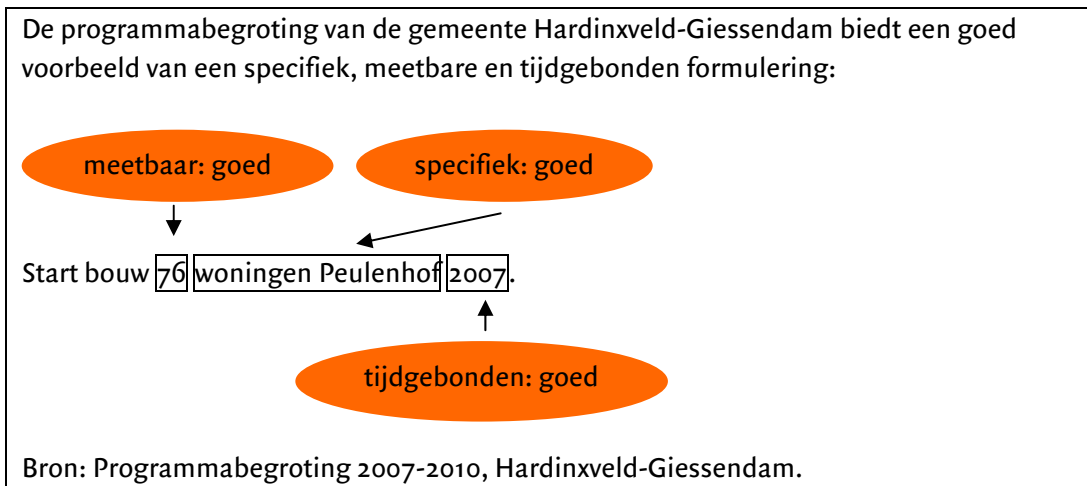 De programmabegroting van de gemeente Hardinxveld-Giessendam biedt een goed
voorbeeld van een specifiek, meetbare en tijdgebonden formulering:
meetbaar: goed
specifiek: goed
Start bouw 76 woningen Peulenhof 2007.
tijdgebonden: goed
Bron: Programmabegroting 2007-2010, Hardinxveld-Giessendam.